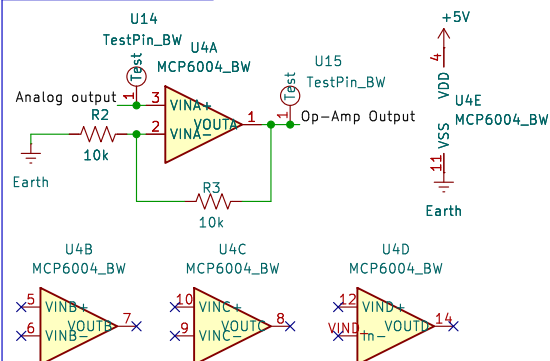 U14
TestPin_BW
Test
1
U4A
MCP6004_BW
Analog output
3
VINA+
VOUTA
1
2
VINA-
R2
10k
Earth
R3
10k
U15
TestPin_BW
Test
1
Op-Amp Output
+5V
4
VDD
U4E
MCP6004_BW
VSS
11
Earth
U4B
MCP6004_BW
5
VINB+
VOUTB
7
6
VINB-
U4C
MCP6004_BW
10
VINC+
VOUTC
8
9
VINC-
U4D
MCP6004_BW
12
VIND+
VOUTD
14
VIND